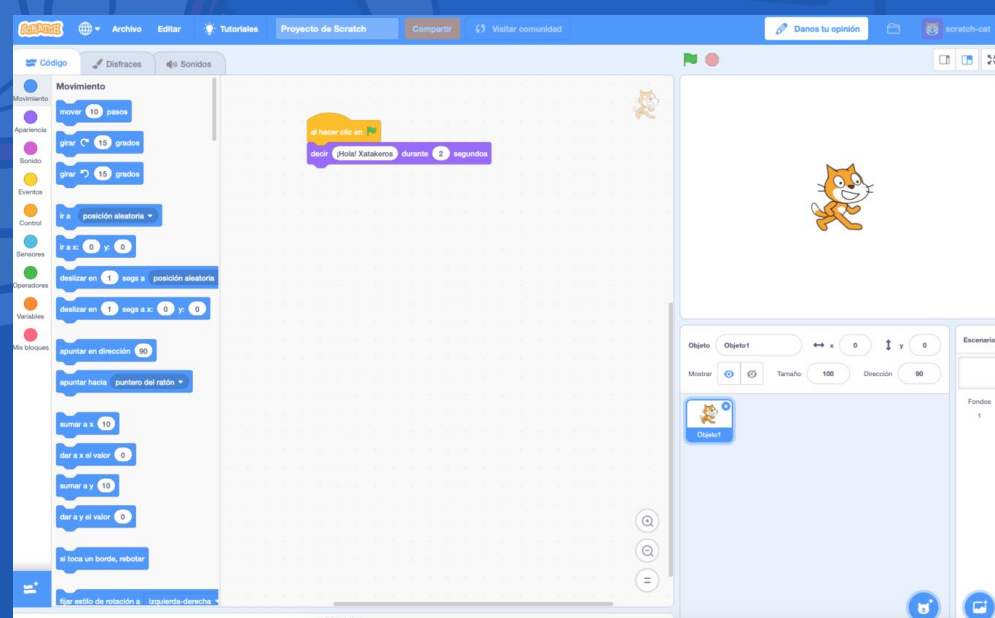 SCRATCH Archivo Editar Tutoriales Proyecto de Scratch Compartir Visitar comunidad Danos tu opinión scratch-cat
Código Disfraces Sonidos
Movimiento
Apariencia
Sonido
Eventos
Control
Sensores
Operadores
Variables
Mis bloques
Movimiento
mover 10 pasos
girar 15 grados
girar 15 grados
ir a posición aleatoria
ir a x: 0 y: 0
deslizar en 1 segs a posición aleatoria
deslizar en 1 segs a x: 0 y: 0
apuntar en dirección 90
apuntar hacia puntero del ratón
sumar a x 10
dar a x el valor 0
sumar a y 10
dar a y el valor 0
si toca un borde, rebotar
fijar estilo de rotación a izquierda-derecha
al hacer clic en
decir ¡Hola! Xatakeros durante 2 segundos
Objeto Objeto1 x 0 y 0
Mostrar Tamaño 100 Dirección 90
Objeto1
Escenario
Fondos
1